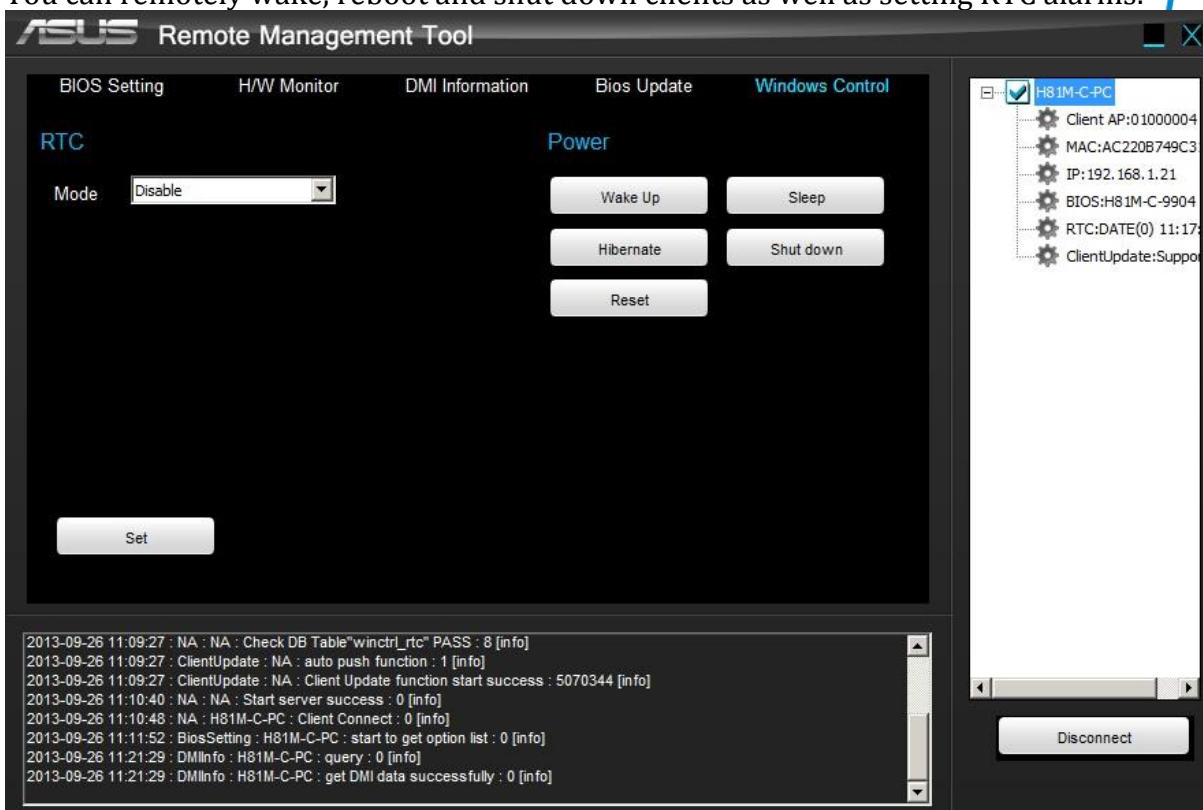 You can remotely wake, reboot and shut down clients as well as setting RTC alarms.
ASUS Remote Management Tool
BIOS Setting H/W Monitor DMI Information Bios Update Windows Control
RTC
Mode Disable
Power
Wake Up Sleep
Hibernate Shut down
Reset
Set
H81M-C-PC
Client AP:01000004
MAC:AC220B749C3
IP:192.168.1.21
BIOS:H81M-C-9904
RTC:DATE(0) 11:17:
ClientUpdate:Suppor
2013-09-26 11:09:27 : NA : NA : Check DB Table"winctrl_rtc" PASS : 8 [info]
2013-09-26 11:09:27 : ClientUpdate : NA : auto push function : 1 [info]
2013-09-26 11:09:27 : ClientUpdate : NA : Client Update function start success : 5070344 [info]
2013-09-26 11:10:40 : NA : NA : Start server success : 0 [info]
2013-09-26 11:10:48 : NA : H81M-C-PC : Client Connect : 0 [info]
2013-09-26 11:11:52 : BiosSetting : H81M-C-PC : start to get option list : 0 [info]
2013-09-26 11:21:29 : DMIInfo : H81M-C-PC : query : 0 [info]
2013-09-26 11:21:29 : DMIInfo : H81M-C-PC : get DMI data successfully : 0 [info]
Disconnect